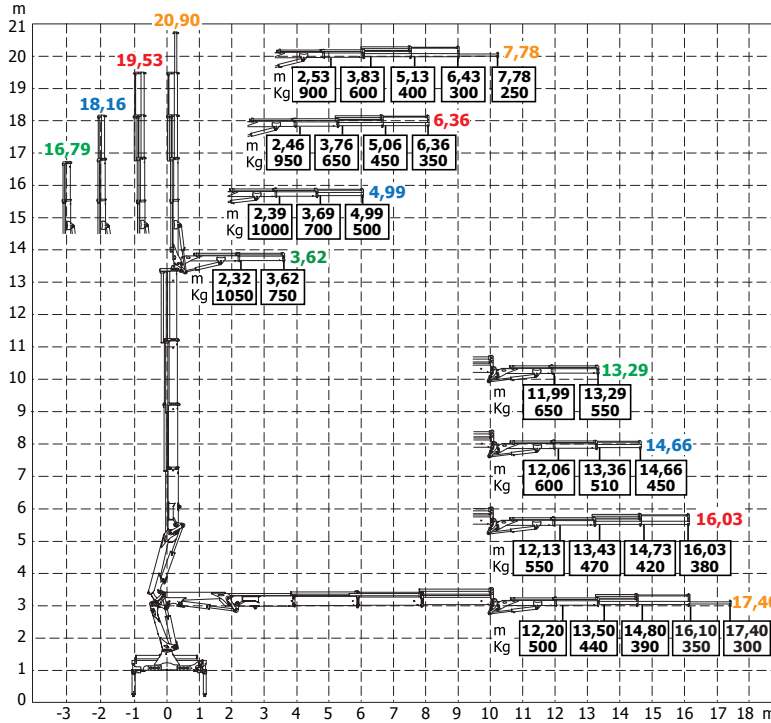 m
21
20
19
18
17
16
15
14
13
12
11
10
9
8
7
6
5
4
3
2
1
0
20,90
19,53
18,16
16,79
7,78
m 2,53 3,83 5,13 6,43 7,78
Kg 900 600 400 300 250
6,36
m 2,46 3,76 5,06 6,36
Kg 950 650 450 350
4,99
m 2,39 3,69 4,99
Kg 1000 700 500
3,62
m 2,32 3,62
Kg 1050 750
13,29
m 11,99 13,29
Kg 650 550
14,66
m 12,06 13,36 14,66
Kg 600 510 450
16,03
m 12,13 13,43 14,73 16,03
Kg 550 470 420 380
17,40
m 12,20 13,50 14,80 16,10 17,40
Kg 500 440 390 350 300
-3 -2 -1 0 1 2 3 4 5 6 7 8 9 10 11 12 13 14 15 16 17 18 m